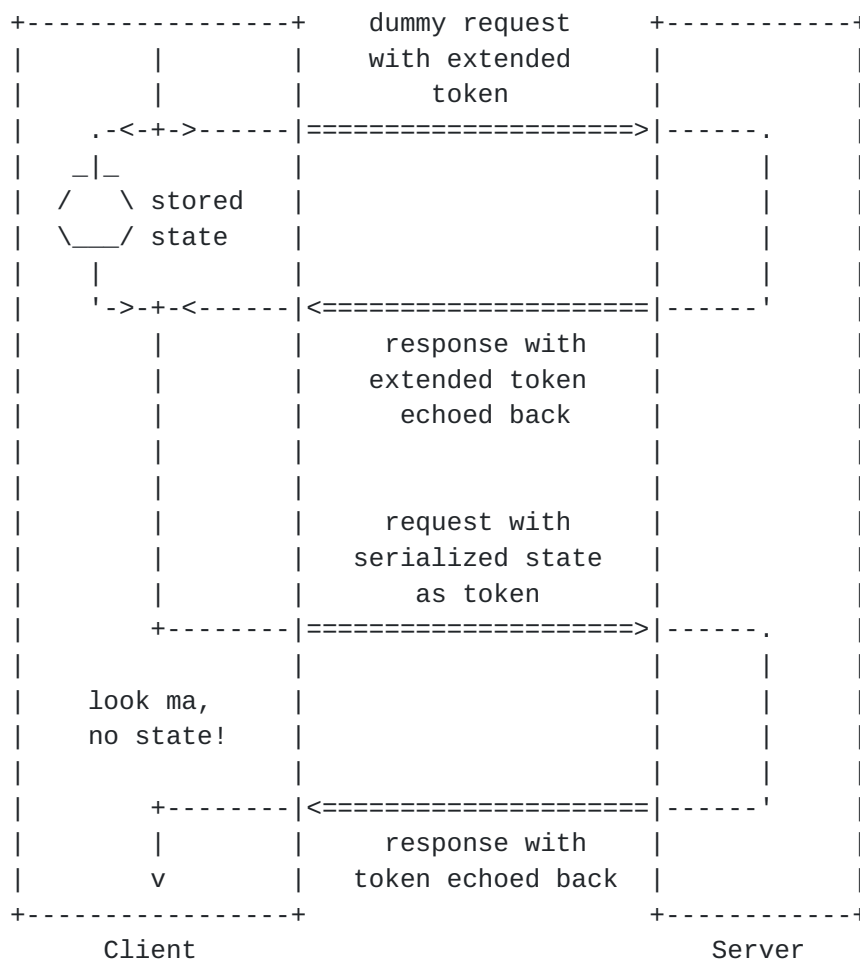 dummy request
with extended
token
stored
state
response with
extended token
echoed back
request with
serialized state
as token
look ma,
no state!
response with
token echoed back
Client Server